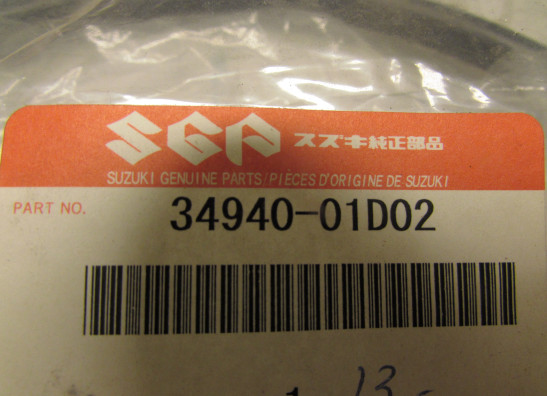 SGP スズキ純正部品
SUZUKI GENUINE PARTS/PIÈCES D'ORIGINE DE SUZUKI
PART NO. 34940-01D02
13-